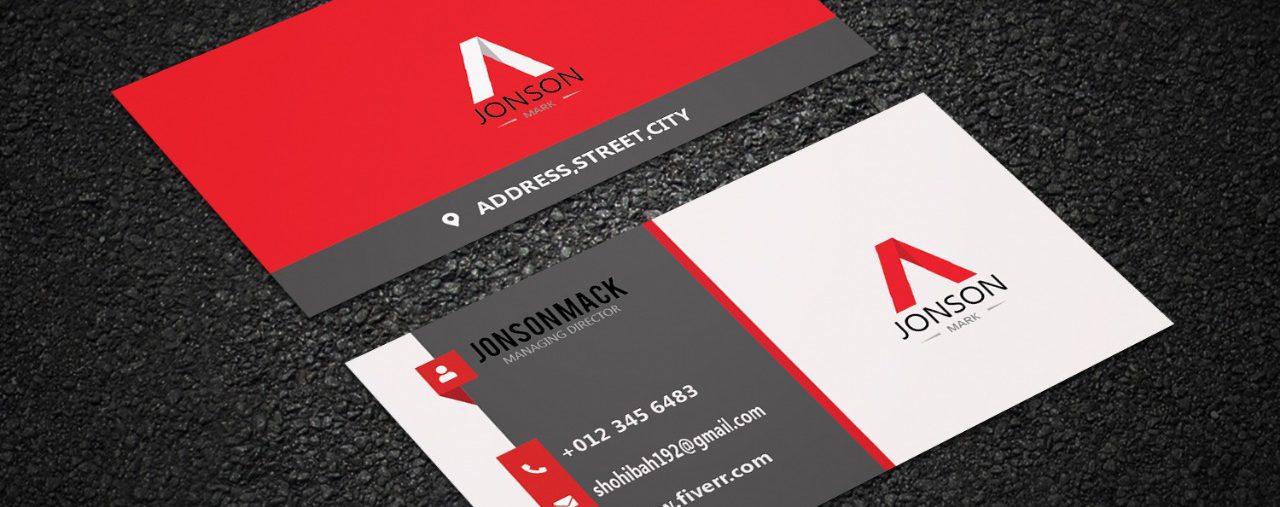 JONSON
MARK
ADDRESS,STREET,CITY
JONSONMACK
MANAGING DIRECTOR
+012 345 6483
shohibah192@gmail.com
w.fiverr.com
JONSON
MARK